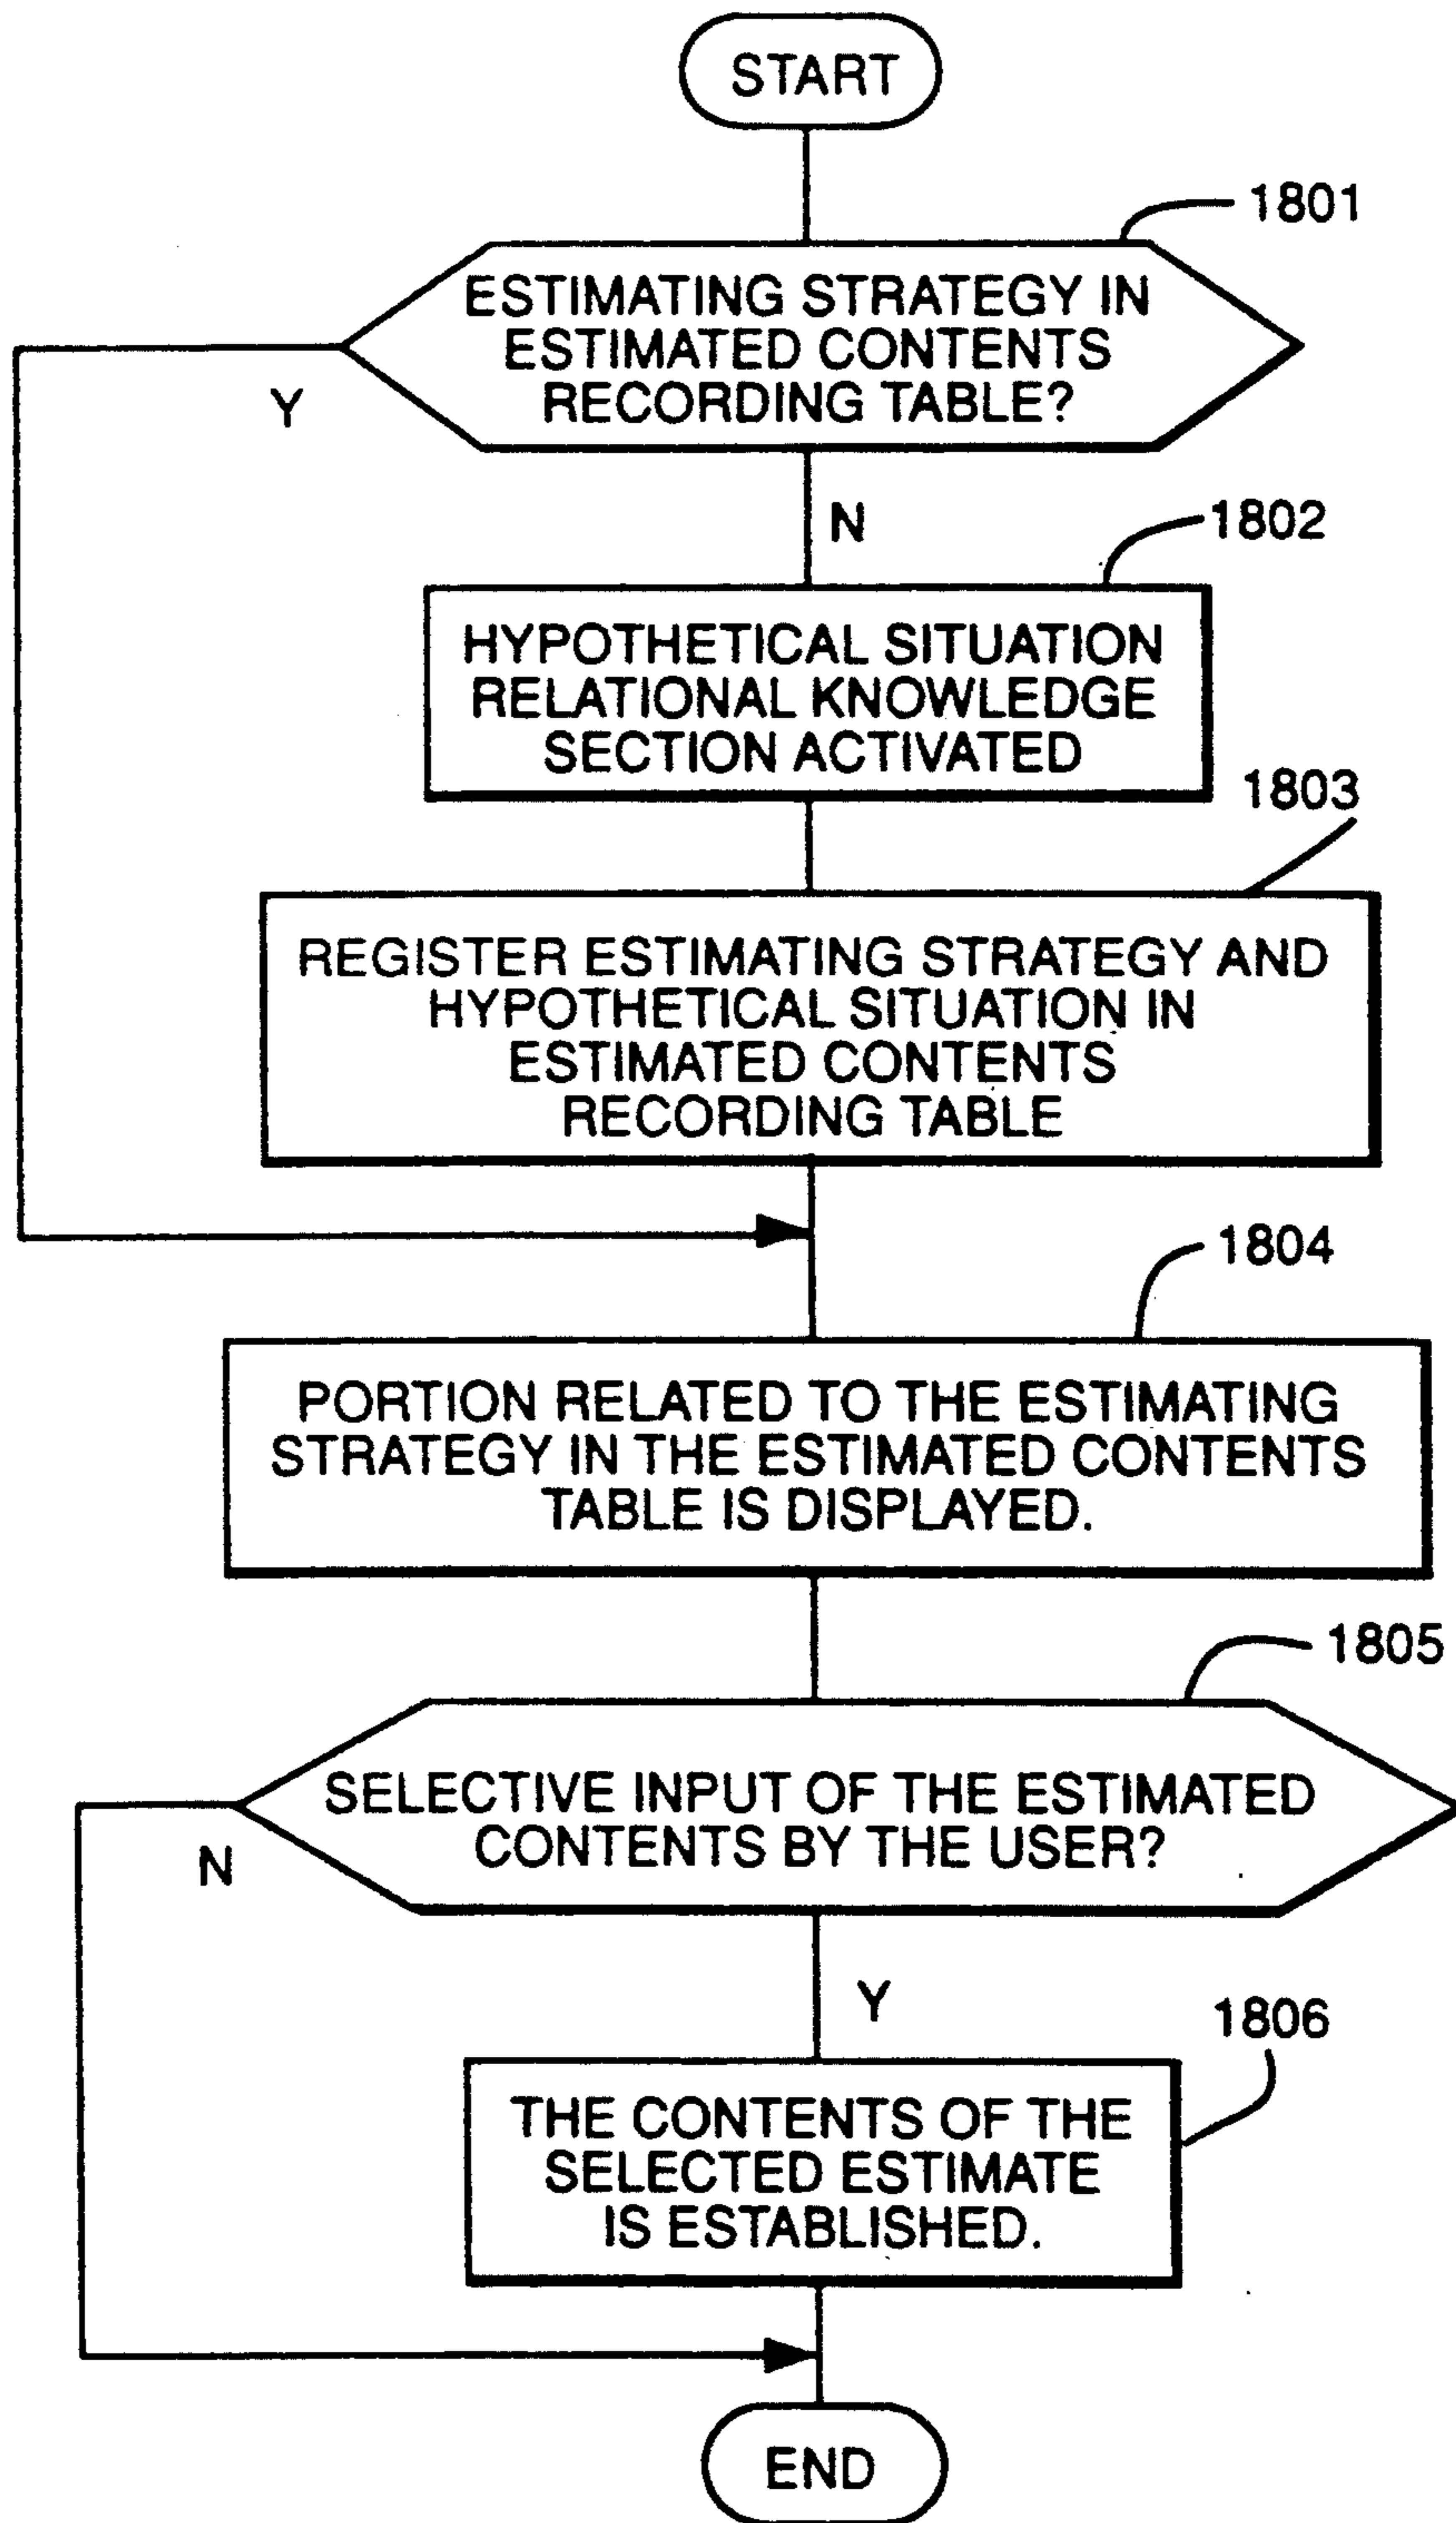 START
1801
ESTIMATING STRATEGY IN
ESTIMATED CONTENTS
RECORDING TABLE?
Y
N
1802
HYPOTHETICAL SITUATION
RELATIONAL KNOWLEDGE
SECTION ACTIVATED
1803
REGISTER ESTIMATING STRATEGY AND
HYPOTHETICAL SITUATION IN
ESTIMATED CONTENTS
RECORDING TABLE
1804
PORTION RELATED TO THE ESTIMATING
STRATEGY IN THE ESTIMATED CONTENTS
TABLE IS DISPLAYED.
1805
SELECTIVE INPUT OF THE ESTIMATED
CONTENTS BY THE USER?
N
Y
1806
THE CONTENTS OF THE
SELECTED ESTIMATE
IS ESTABLISHED.
END